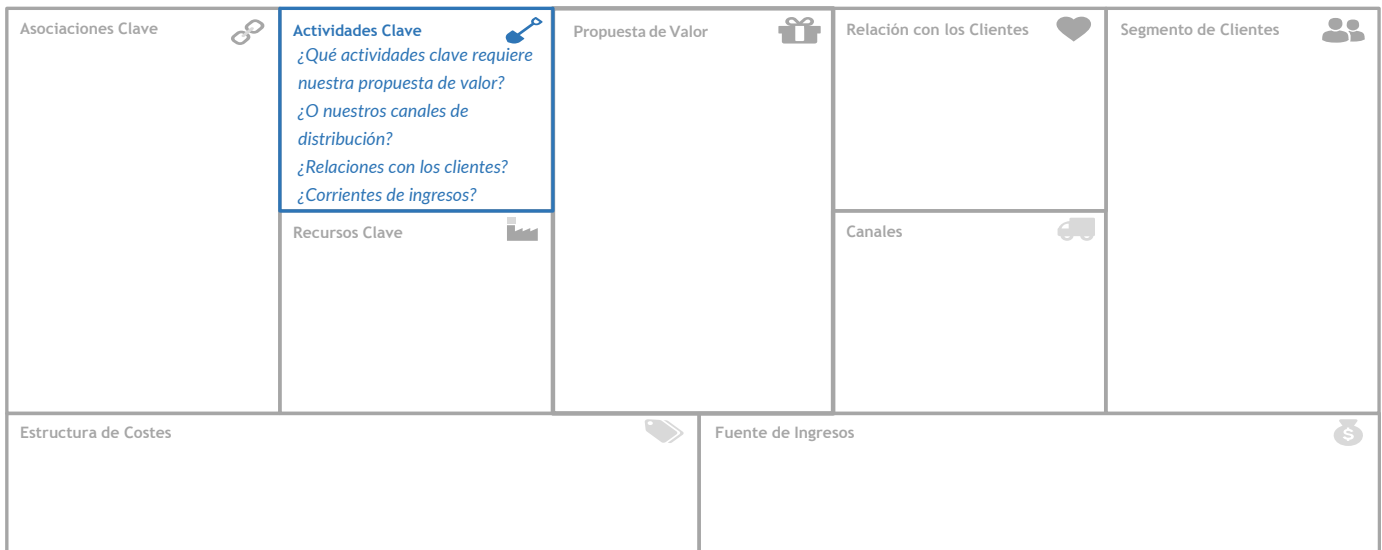 Asociaciones Clave
Actividades Clave
¿Qué actividades clave requiere
nuestra propuesta de valor?
¿O nuestros canales de
distribución?
¿Relaciones con los clientes?
¿Corrientes de ingresos?
Recursos Clave
Propuesta de Valor
Relación con los Clientes
Canales
Segmento de Clientes
Estructura de Costes
Fuente de Ingresos
$